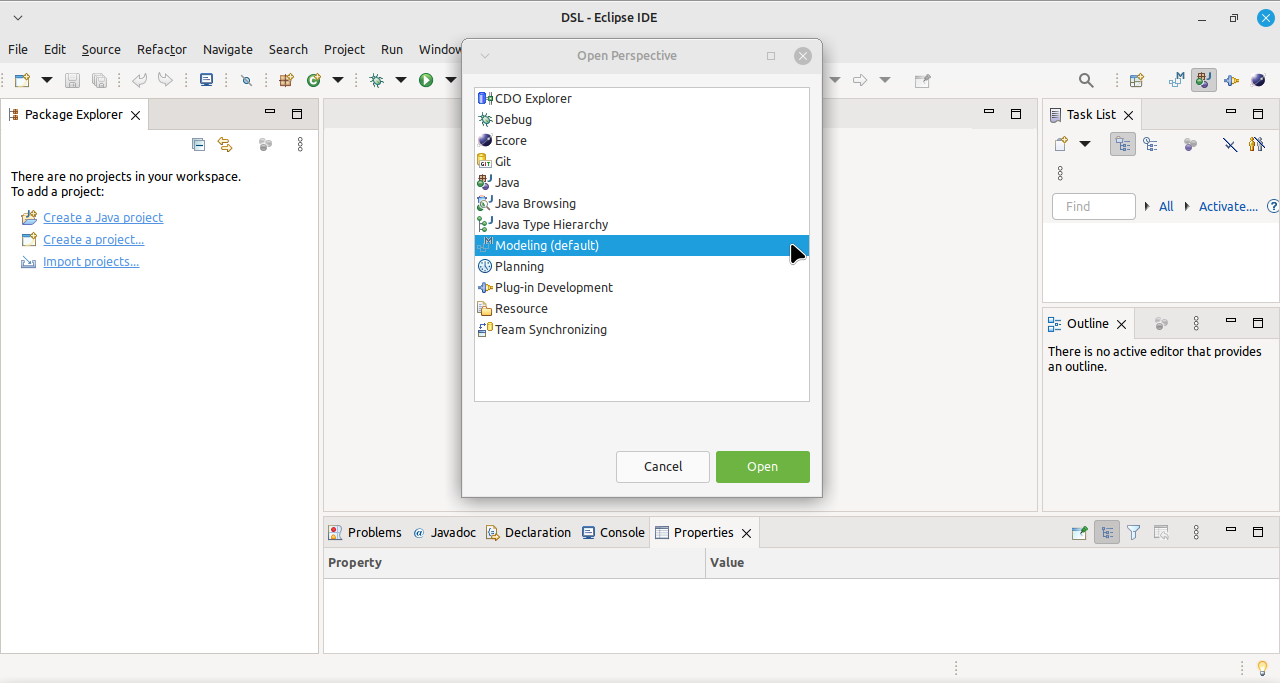 DSL - Eclipse IDE
File Edit Source Refactor Navigate Search Project Run Window
Open Perspective
Package Explorer
There are no projects in your workspace.
To add a project:
Create a Java project
Create a project...
Import projects...
CDO Explorer
Debug
Ecore
Git
Java
Java Browsing
Java Type Hierarchy
Modeling (default)
Planning
Plug-in Development
Resource
Team Synchronizing
Cancel Open
Task List
Find All Activate....
Outline
There is no active editor that provides
an outline.
Problems Javadoc Declaration Console Properties
Property Value